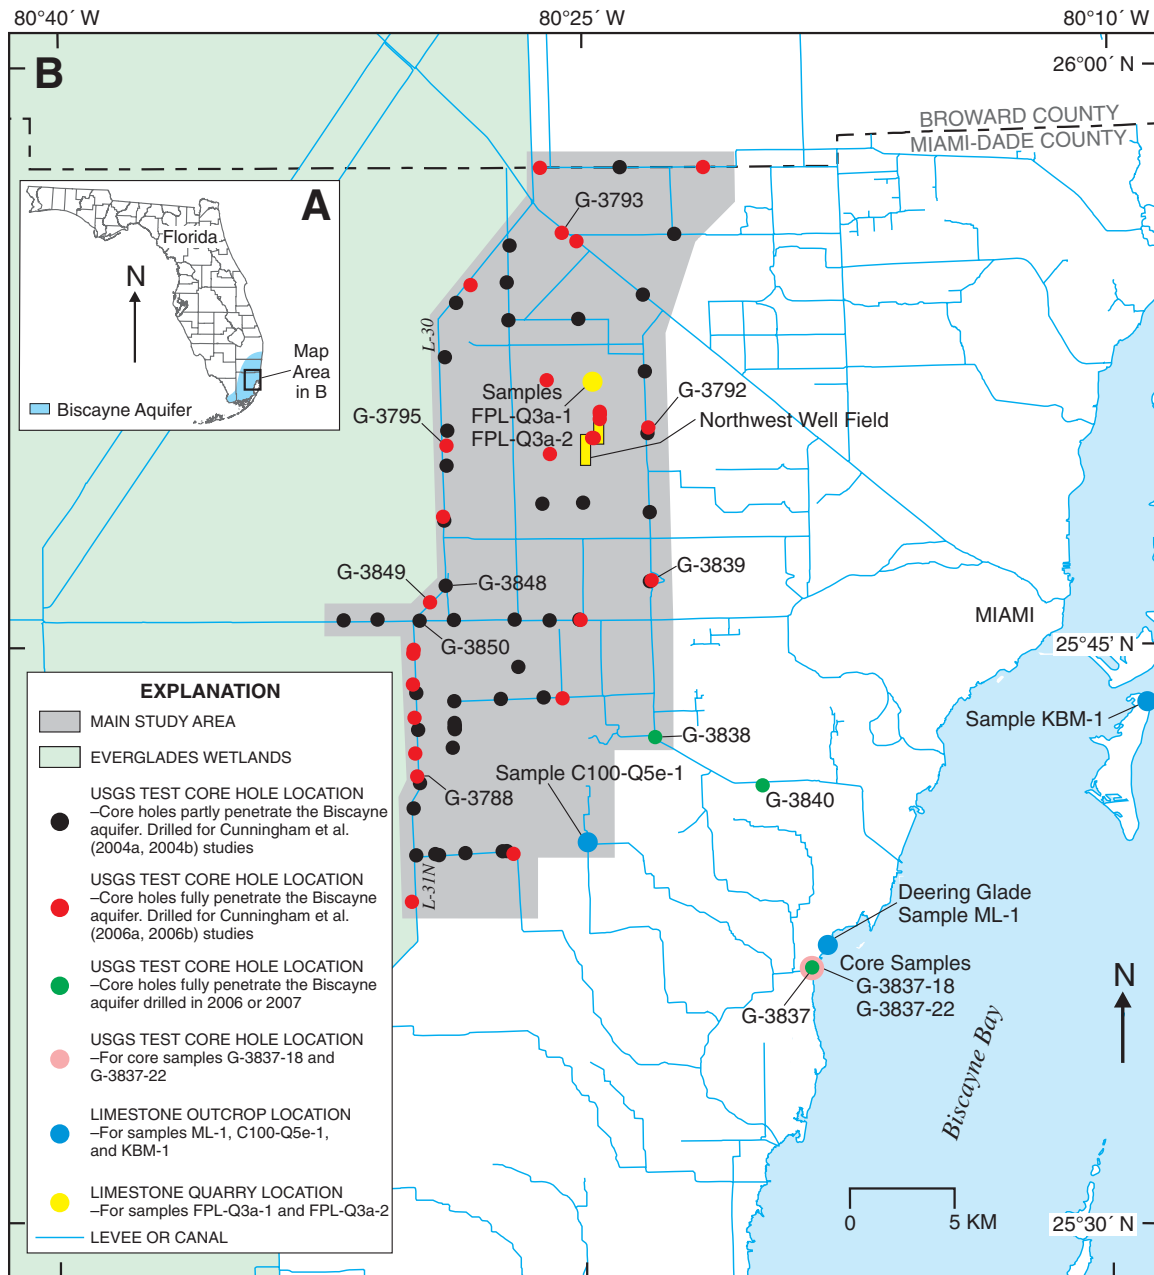 80°40' W
80°25' W
80°10' W
B
26°00' N
BROWARD COUNTY
MIAMI-DADE COUNTY
A
Florida
N
Map
Area
in B
Biscayne Aquifer
G-3793
L-30
Samples
FPL-Q3a-1
FPL-Q3a-2
G-3792
G-3795
Northwest Well Field
G-3849
G-3848
G-3839
G-3850
MIAMI
25°45' N
Sample KBM-1
G-3838
Sample C100-Q5e-1
G-3788
G-3840
L-31N
Deering Glade
Sample ML-1
Core Samples
G-3837-18
G-3837-22
G-3837
N
Biscayne Bay
0 5 KM
25°30' N
EXPLANATION
MAIN STUDY AREA
EVERGLADES WETLANDS
USGS TEST CORE HOLE LOCATION
–Core holes partly penetrate the Biscayne
aquifer. Drilled for Cunningham et al.
(2004a, 2004b) studies
USGS TEST CORE HOLE LOCATION
–Core holes fully penetrate the Biscayne
aquifer. Drilled for Cunningham et al.
(2006a, 2006b) studies
USGS TEST CORE HOLE LOCATION
–Core holes fully penetrate the Biscayne
aquifer drilled in 2006 or 2007
USGS TEST CORE HOLE LOCATION
–For core samples G-3837-18 and
G-3837-22
LIMESTONE OUTCROP LOCATION
–For samples ML-1, C100-Q5e-1,
and KBM-1
LIMESTONE QUARRY LOCATION
–For samples FPL-Q3a-1 and FPL-Q3a-2
LEVEE OR CANAL